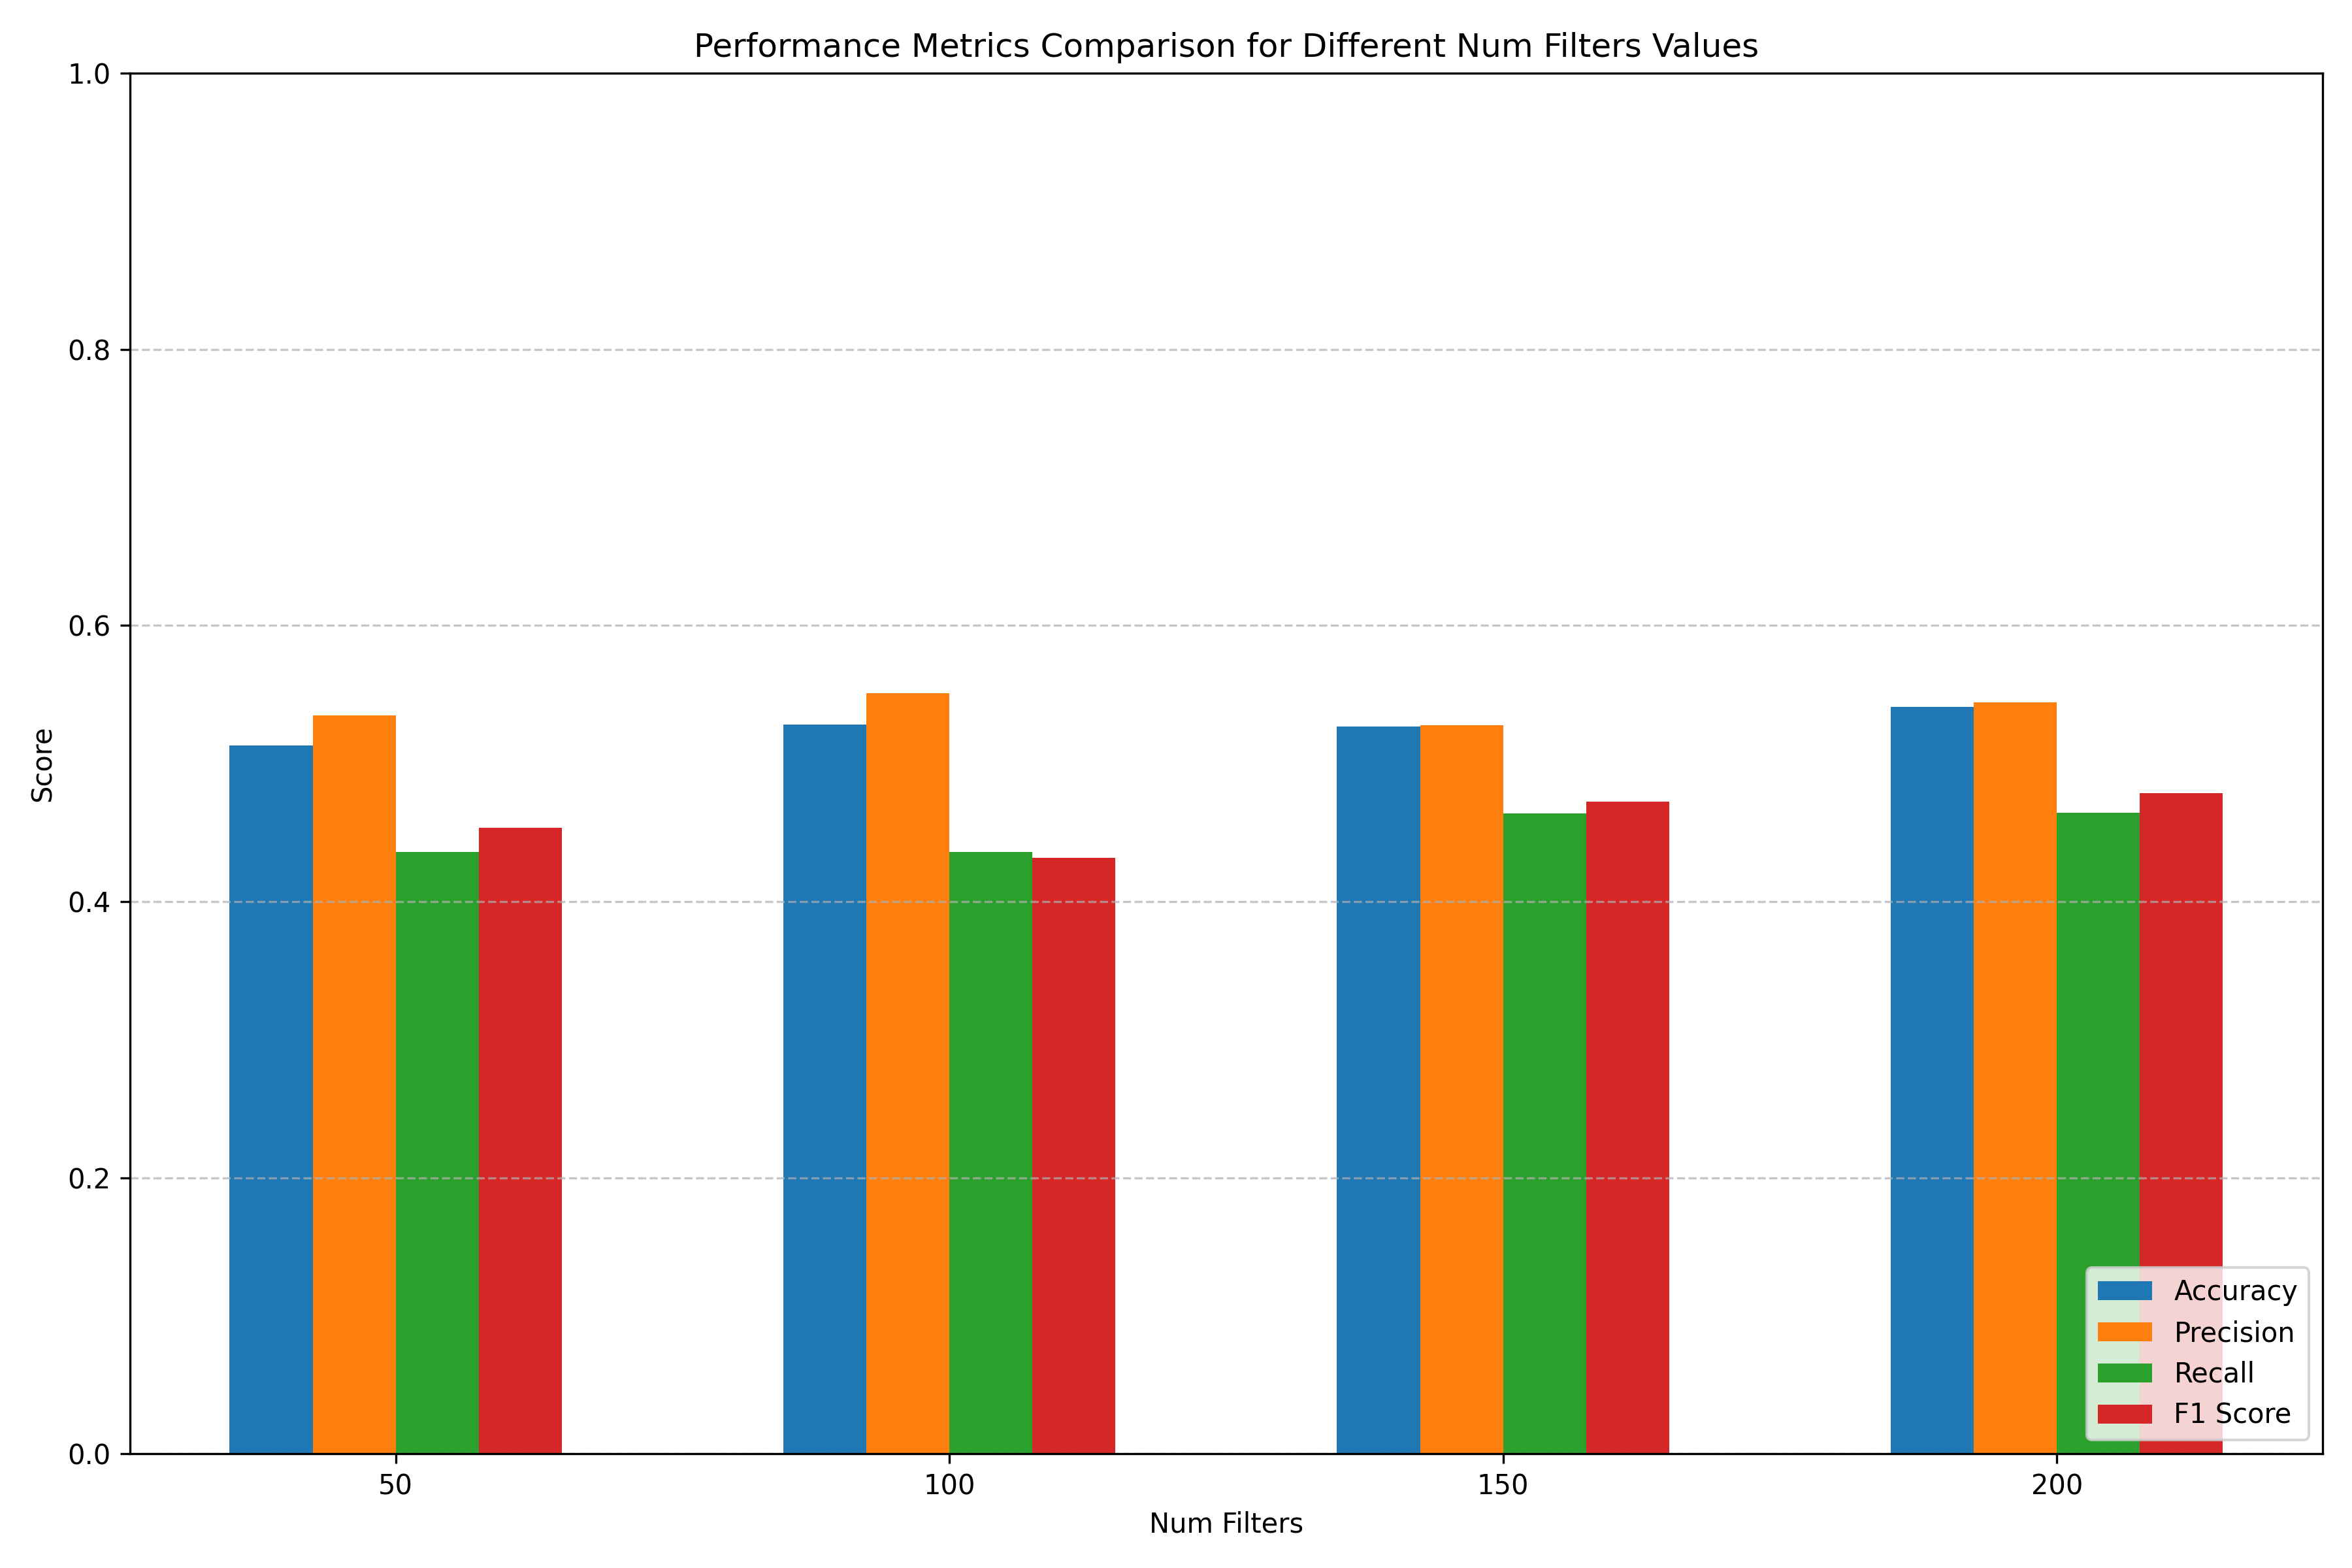 Performance Metrics Comparison for Different Num Filters Values
1.0
0.8
0.6
0.4
0.2
0.0
Score
50
100
150
200
Num Filters
Accuracy
Precision
Recall
F1 Score